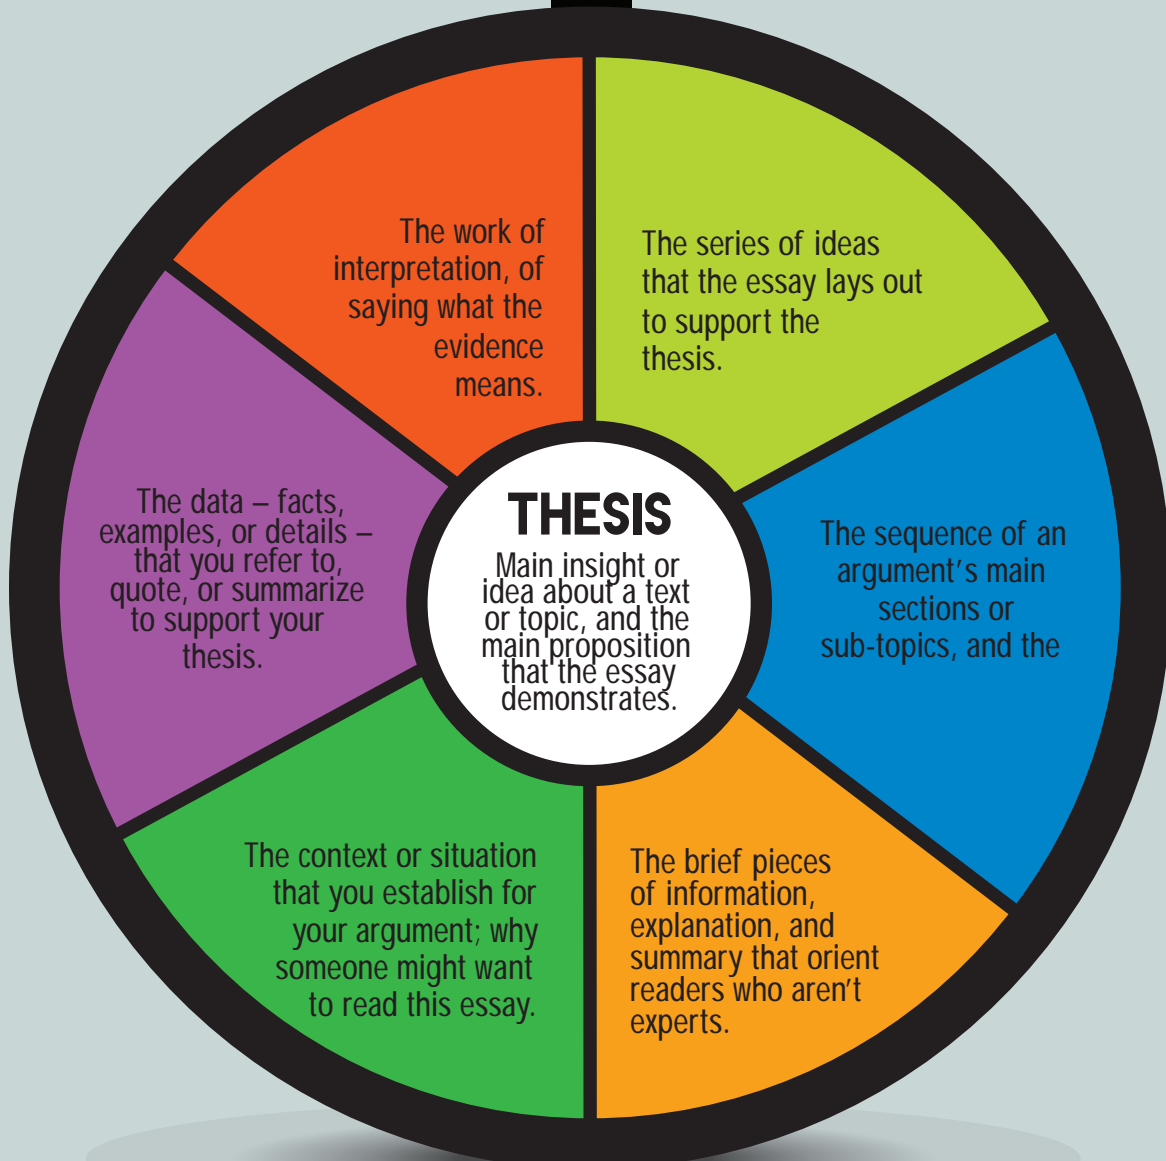 The work of
interpretation, of
saying what the
evidence
means.
The series of ideas
that the essay lays out
to support the
thesis.
The data – facts,
examples, or details –
that you refer to,
quote, or summarize
to support your
thesis.
THESIS
Main insight or
idea about a text
or topic, and the
main proposition
that the essay
demonstrates.
The sequence of an
argument's main
sections or
sub-topics, and the
The context or situation
that you establish for
your argument; why
someone might want
to read this essay.
The brief pieces
of information,
explanation, and
summary that orient
readers who aren't
experts.